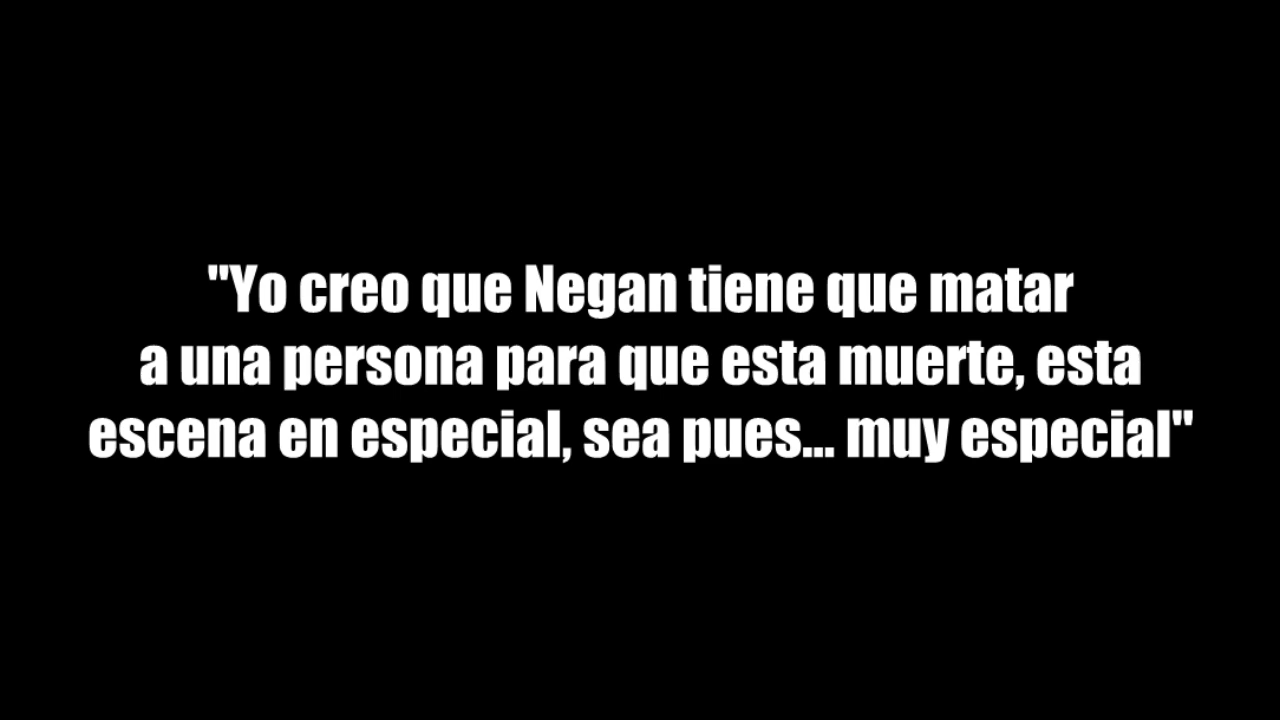 "Yo creo que Negan tiene que matar
a una persona para que esta muerte, esta
escena en especial, sea pues... muy especial"